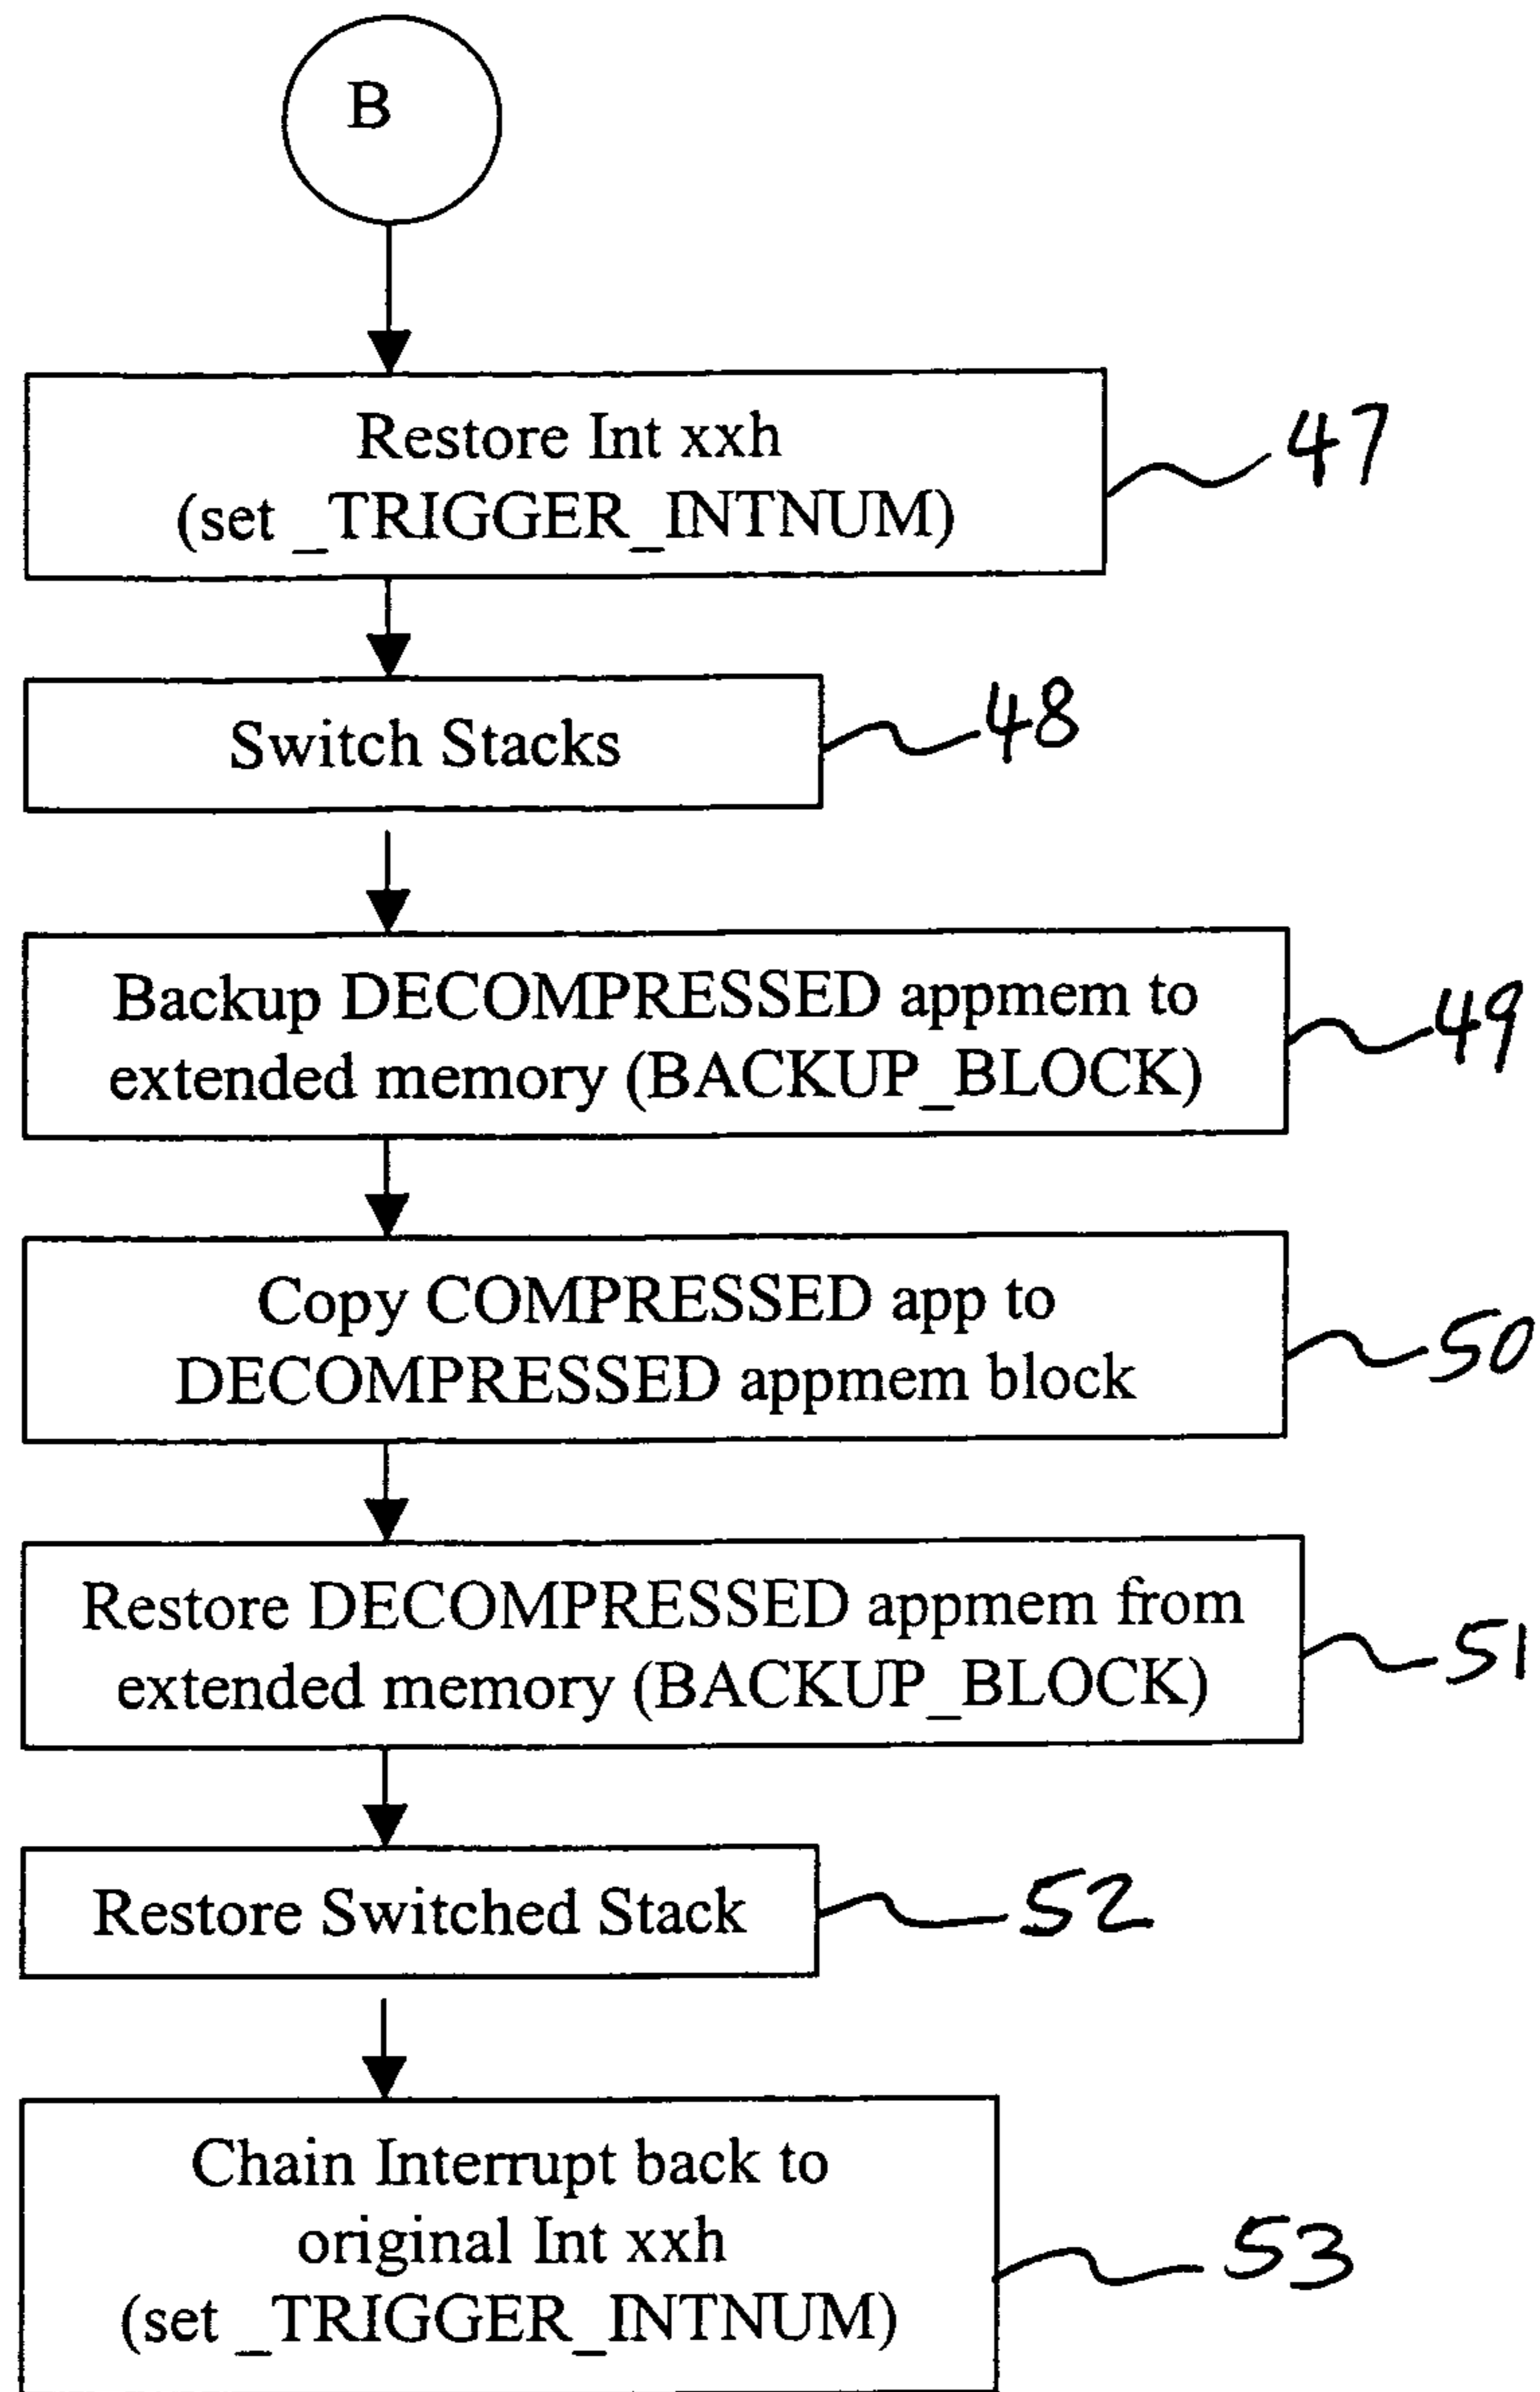 B
Restore Int xxh
(set _TRIGGER_INTNUM)
47
Switch Stacks
48
Backup DECOMPRESSED appmem to
extended memory (BACKUP_BLOCK)
49
Copy COMPRESSED app to
DECOMPRESSED appmem block
50
Restore DECOMPRESSED appmem from
extended memory (BACKUP_BLOCK)
51
Restore Switched Stack
52
Chain Interrupt back to
original Int xxh
(set _TRIGGER_INTNUM)
53